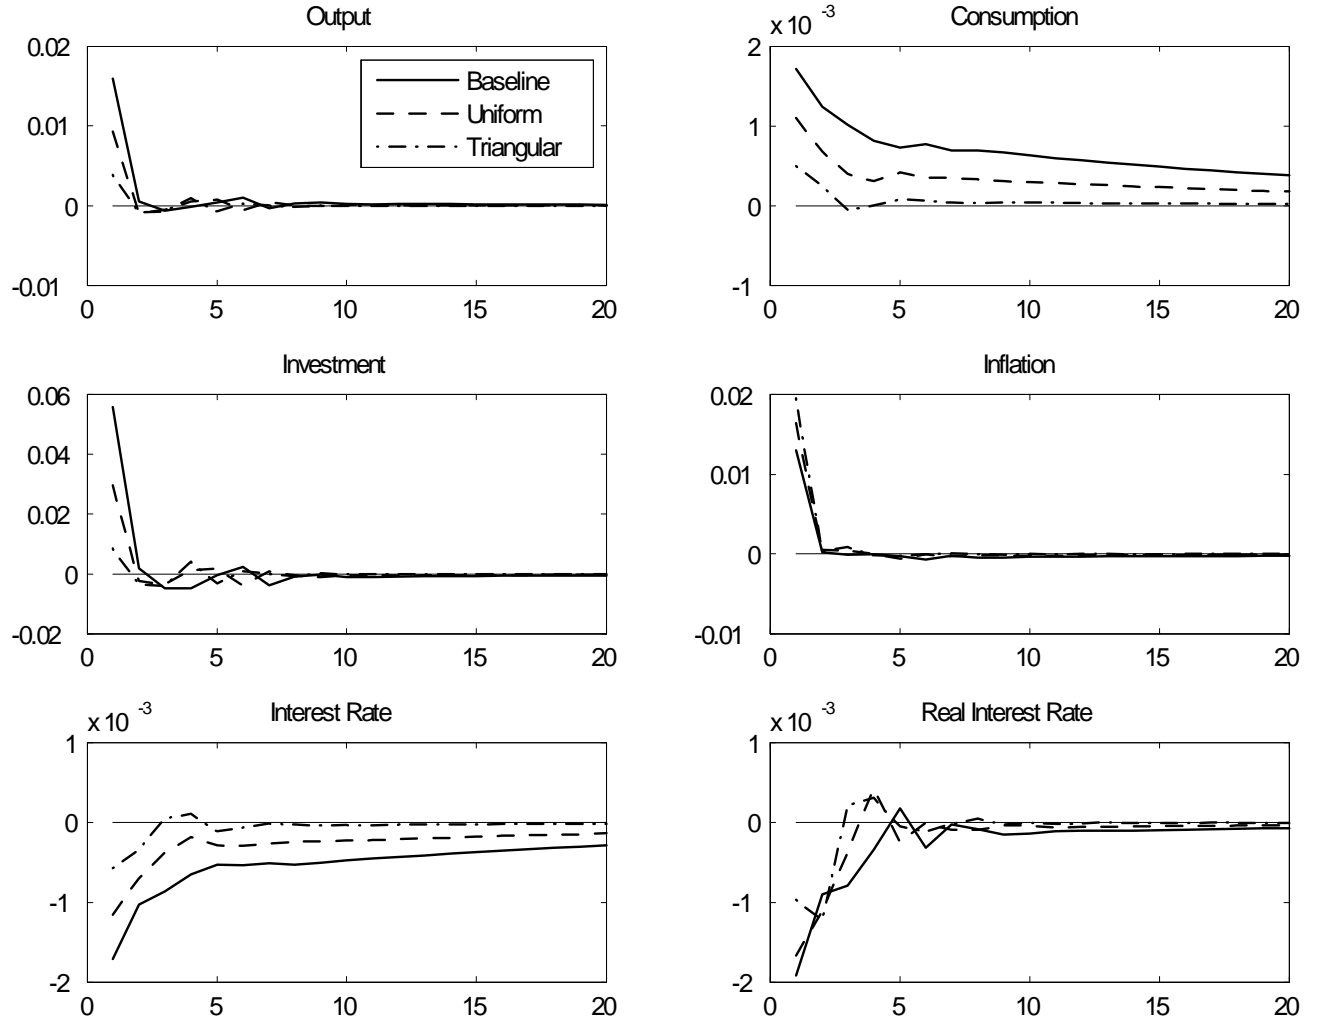 Output
0.02
0.01
0
-0.01
0 5 10 15 20
Baseline
Uniform
Triangular
Consumption
x 10 -3
2
1
0
-1
0 5 10 15 20
Investment
0.06
0.04
0.02
0
-0.02
0 5 10 15 20
Inflation
0.02
0.01
0
-0.01
0 5 10 15 20
Interest Rate
x 10 -3
1
0
-1
-2
0 5 10 15 20
Real Interest Rate
x 10 -3
1
0
-1
-2
0 5 10 15 20